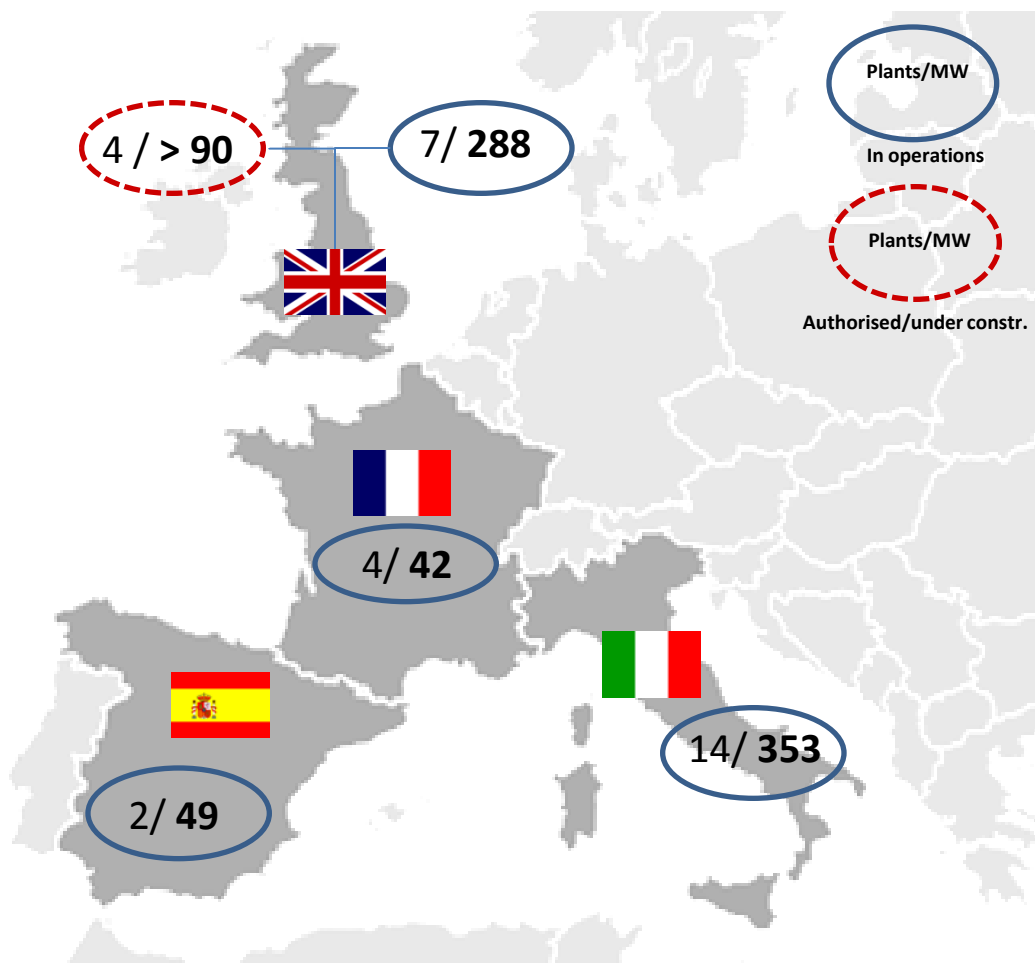 Plants/MW
In operations
Plants/MW
Authorised/under constr.
4 / > 90
7/ 288
4/ 42
14/ 353
2/ 49